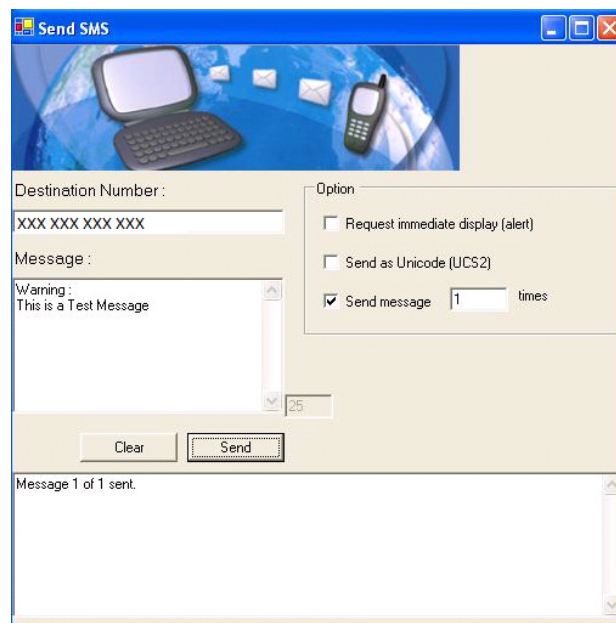 Send SMS
Destination Number :
XXX XXX XXX XXX
Message :
Warning :
This is a Test Message
25
Clear
Send
Option
Request immediate display (alert)
Send as Unicode (UCS2)
Send message 1 times
Message 1 of 1 sent.